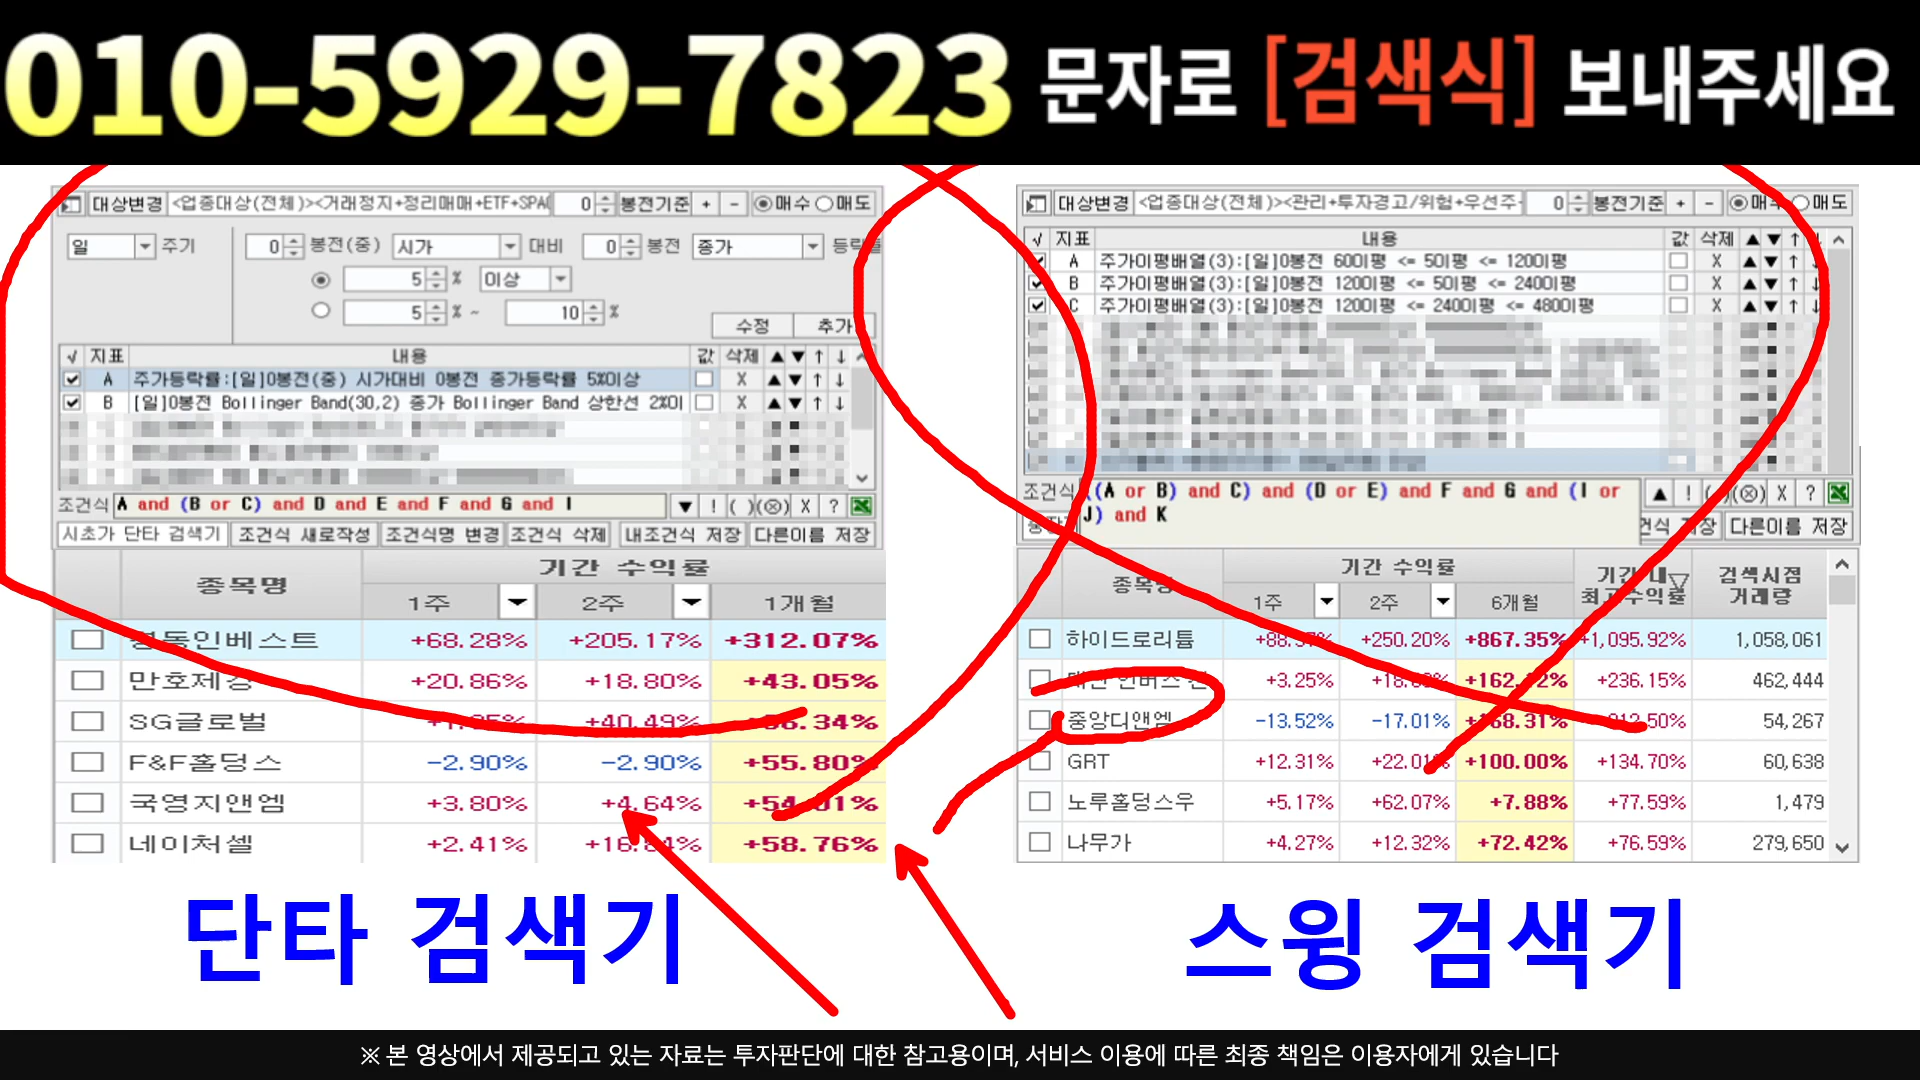 010-5929-7823 문자로 [검색식] 보내주세요
대상변경 <업종대상(전체)><거래정지+정리매매+ETF+SPAC 0 봉전기준 + - 매수 매도
일 주기 0 봉전(중) 시가 대비 0 봉전 종가
5 % 이상
5 % ~ 10 %
수정 추가
√ 지표 내용 값 삭제 ▲ ▼ ↑ ↓
A 주가등락률:[일]0봉전(중) 시가대비 0봉전 종가등락률 5%이상 X ▲ ▼ ↑ ↓
B [일]0봉전 Bollinger Band(30,2) 종가 Bollinger Band 상한선 2%이 X ▲ ▼ ↑ ↓
조건식 A and (B or C) and D and E and F and G and I ▼ ! ( )(⊗) X ?
시초가 단타 검색기 조건식 새로작성 조건식명 변경 조건식 삭제 내조건식 저장 다른이름 저장
종목명 기간 수익률
1주 2주 1개월
+68.28% +205.17% +312.07%
만호제강 +20.86% +18.80% +43.05%
SG글로벌 +40.49%
F&F홀딩스 -2.90% -2.90% +55.80%
국영지앤엠 +3.80% +4.64%
네이처셀 +2.41% +58.76%
단타 검색기
대상변경 <업종대상(전체)><관리+투자경고/위험+우선주+ 0 봉전기준 + - 매수 매도
√ 지표 내용 값 삭제 ▲ ▼ ↑
A 주가이평배열(3):[일]0봉전 60이평 <= 5이평 <= 120이평 X ▲ ▼ ↑
B 주가이평배열(3):[일]0봉전 120이평 <= 5이평 <= 240이평 X ▲ ▼ ↑
C 주가이평배열(3):[일]0봉전 120이평 <= 240이평 <= 480이평 X ▲ ▼ ↑ ↓
조건식 ((A or B) and C) and (D or E) and F and G and (I or J) and K ▲ ! (⊗) X ?
저장 다른이름 저장
종목명 기간 수익률 기간 내 최고수익률 검색시점 거래량
1주 2주 6개월
하이드로리튬 +250.20% +867.35% +1,095.92% 1,058,061
+3.25% +236.15% 462,444
중앙디앤엠 -13.52% -17.01% 54,267
GRT +12.31% +100.00% +134.70% 60,638
노루홀딩스우 +5.17% +62.07% +7.88% +77.59% 1,479
나무가 +4.27% +12.32% +72.42% +76.59% 279,650
스윙 검색기
※ 본 영상에서 제공되고 있는 자료는 투자판단에 대한 참고용이며, 서비스 이용에 따른 최종 책임은 이용자에게 있습니다